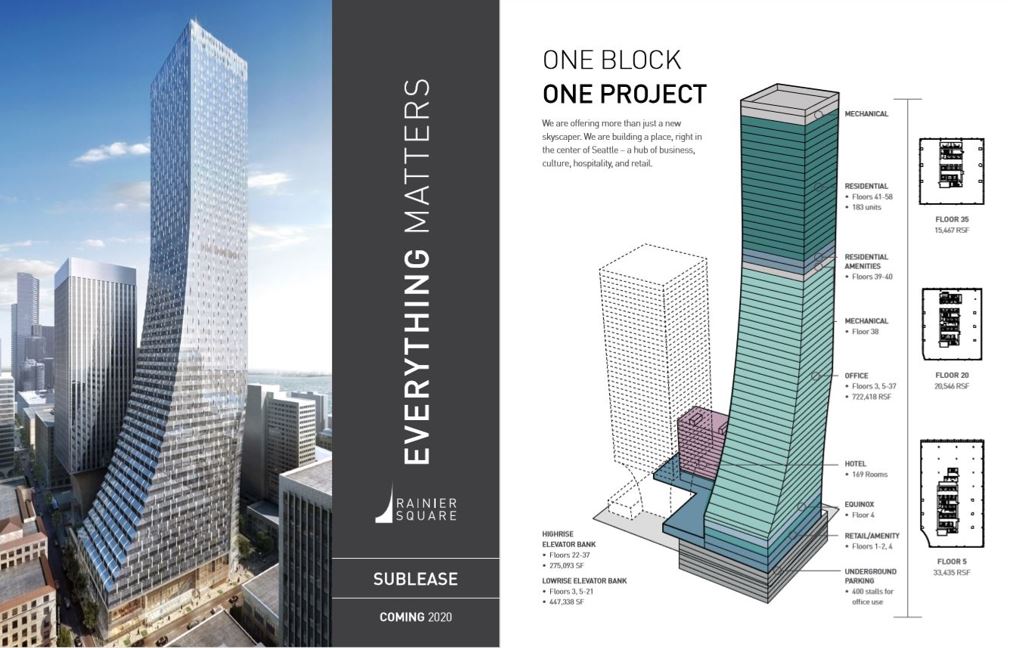 EVERYTHING MATTERS
RAINIER
SQUARE
SUBLEASE
COMING 2020
ONE BLOCK
ONE PROJECT
We are offering more than just a new
skyscaper. We are building a place, right in
the center of Seattle – a hub of business,
culture, hospitality, and retail.
MECHANICAL
RESIDENTIAL
• Floors 41-58
• 183 units
RESIDENTIAL
AMENITIES
• Floors 39-40
MECHANICAL
• Floor 38
OFFICE
• Floors 3, 5-37
• 722,418 RSF
HOTEL
• 169 Rooms
EQUINOX
• Floor 4
RETAIL/AMENITY
• Floors 1-2, 4
UNDERGROUND
PARKING
• 400 stalls for
office use
FLOOR 35
15,467 RSF
FLOOR 20
20,546 RSF
FLOOR 5
33,435 RSF
HIGHRISE
ELEVATOR BANK
• Floors 22-37
• 275,093 SF
LOWRISE ELEVATOR BANK
• Floors 3, 5-21
• 447,338 SF